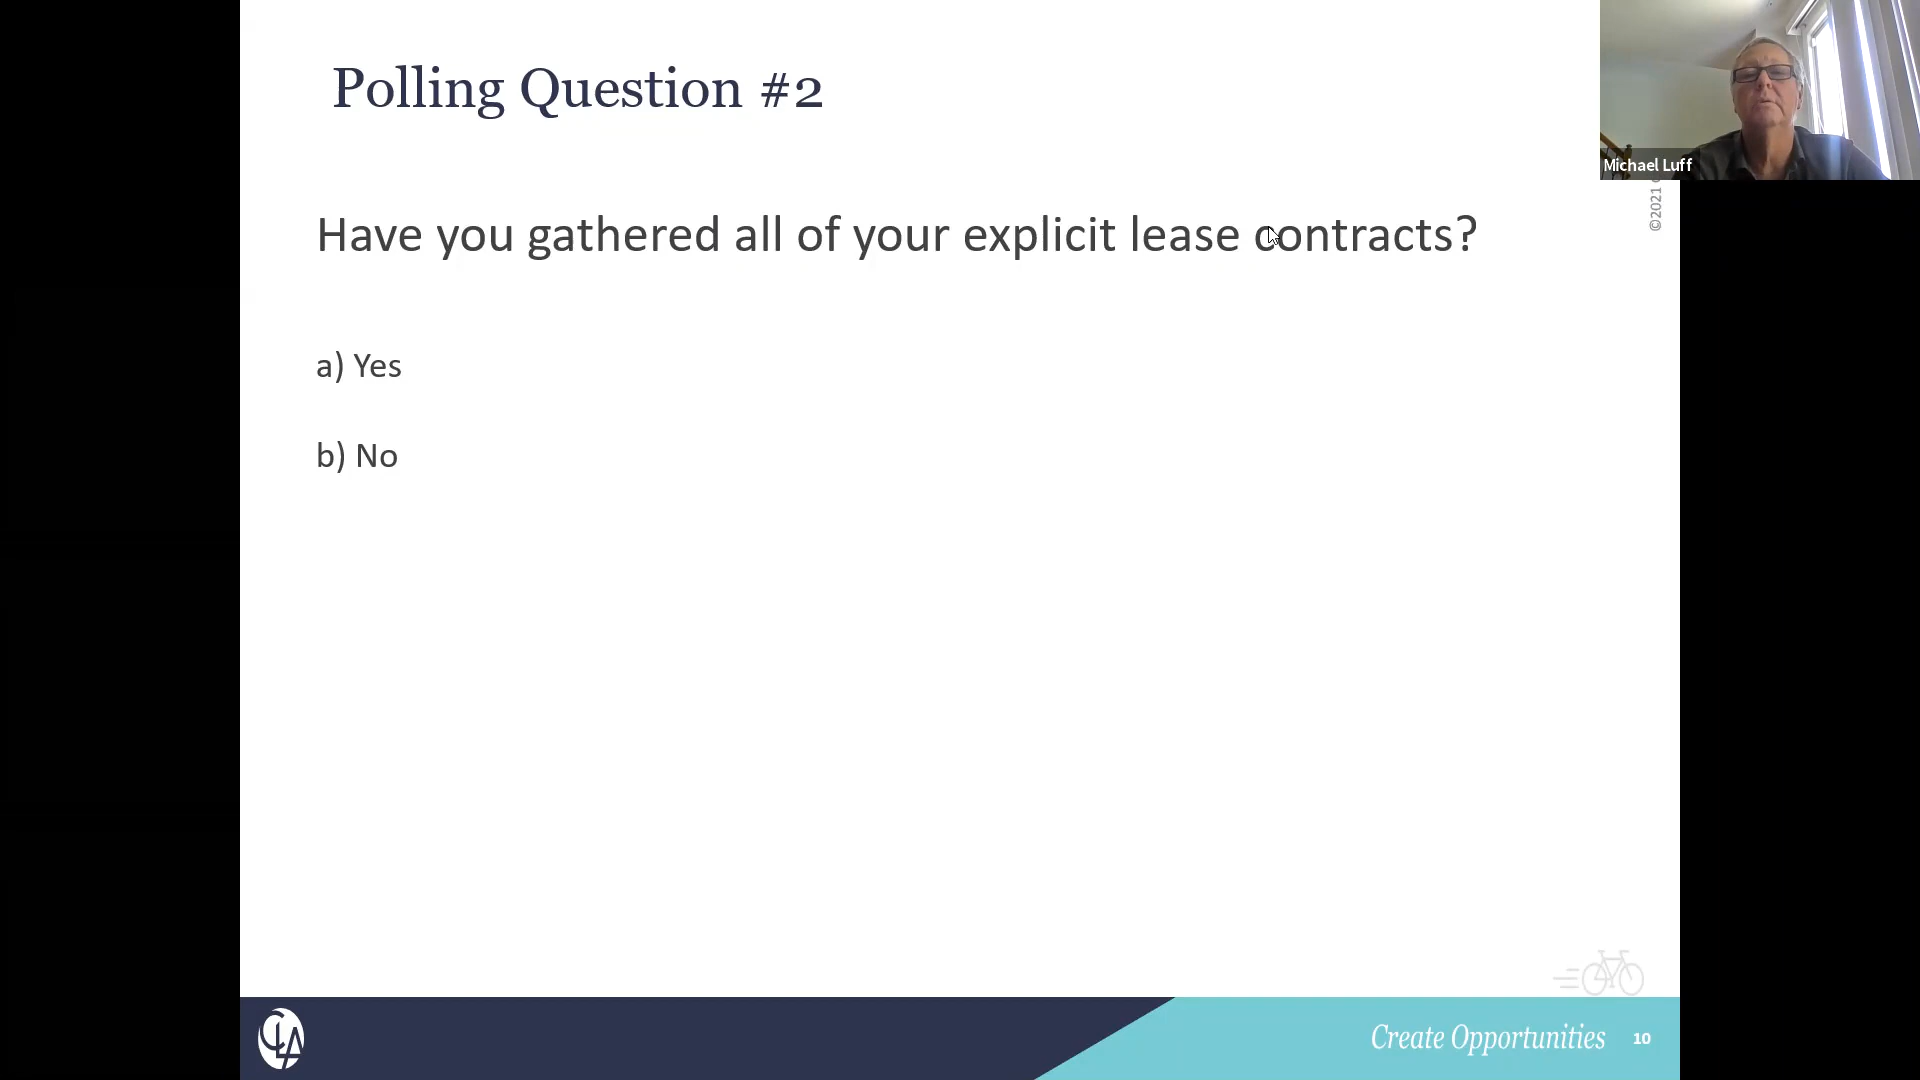 Polling Question #2
Michael Luff
©2021
Have you gathered all of your explicit lease contracts?
a) Yes
b) No
CLA
Create Opportunities
10